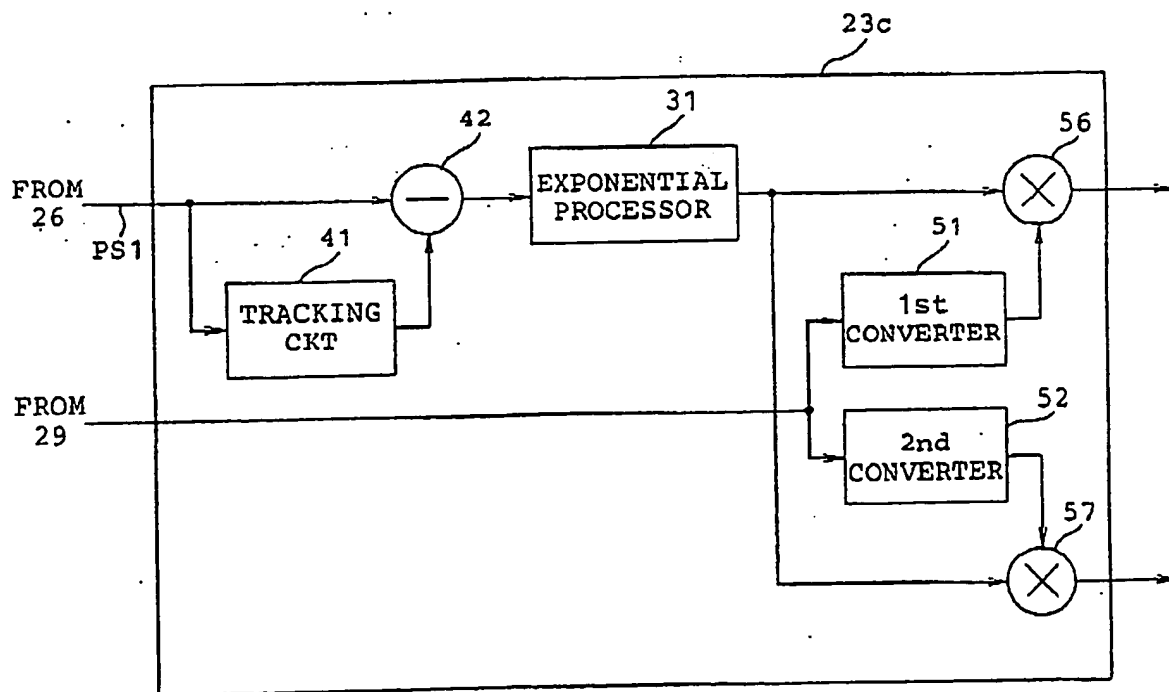 23c
42
31
56
FROM
26
PS1
EXPONENTIAL
PROCESSOR
41
TRACKING
CKT
51
1st
CONVERTER
FROM
29
52
2nd
CONVERTER
57